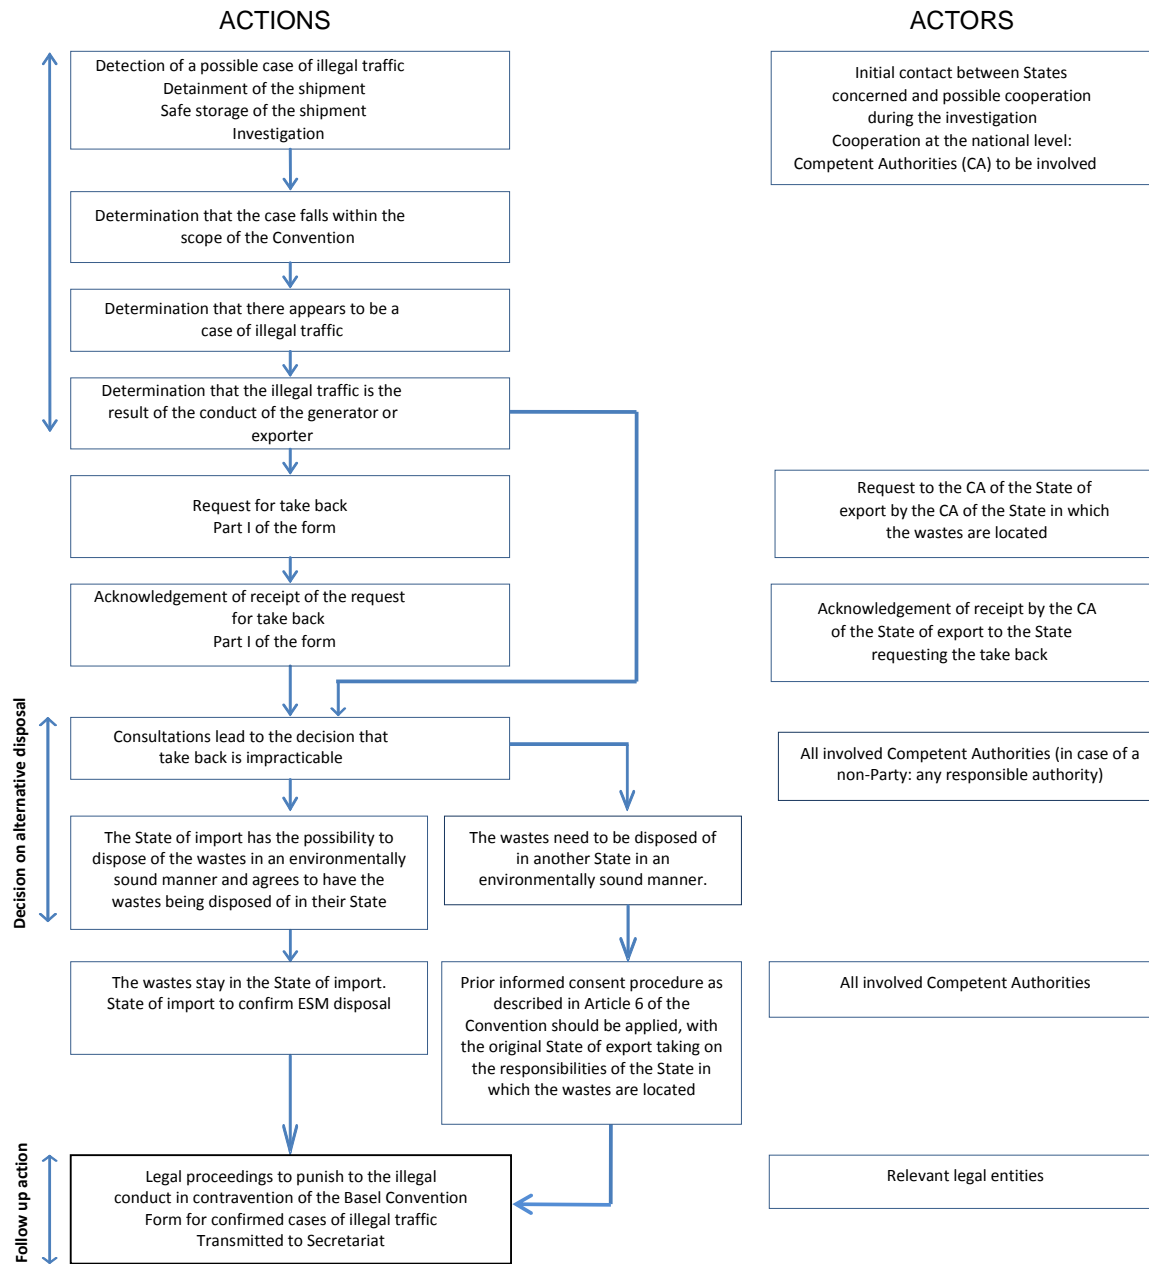 ACTIONS
ACTORS
Detection of a possible case of illegal traffic
Detainment of the shipment
Safe storage of the shipment
Investigation
Initial contact between States
concerned and possible cooperation
during the investigation
Cooperation at the national level:
Competent Authorities (CA) to be involved
Determination that the case falls within the
scope of the Convention
Determination that there appears to be a
case of illegal traffic
Determination that the illegal traffic is the
result of the conduct of the generator or
exporter
Request for take back
Part I of the form
Request to the CA of the State of
export by the CA of the State in which
the wastes are located
Acknowledgement of receipt of the request
for take back
Part I of the form
Acknowledgement of receipt by the CA
of the State of export to the State
requesting the take back
Decision on alternative disposal
Consultations lead to the decision that
take back is impracticable
All involved Competent Authorities (in case of a
non-Party: any responsible authority)
The State of import has the possibility to
dispose of the wastes in an environmentally
sound manner and agrees to have the
wastes being disposed of in their State
The wastes need to be disposed of
in another State in an
environmentally sound manner.
The wastes stay in the State of import.
State of import to confirm ESM disposal
Prior informed consent procedure as
described in Article 6 of the
Convention should be applied, with
the original State of export taking on
the responsibilities of the State in
which the wastes are located
All involved Competent Authorities
Follow up action
Legal proceedings to punish to the illegal
conduct in contravention of the Basel Convention
Form for confirmed cases of illegal traffic
Transmitted to Secretariat
Relevant legal entities